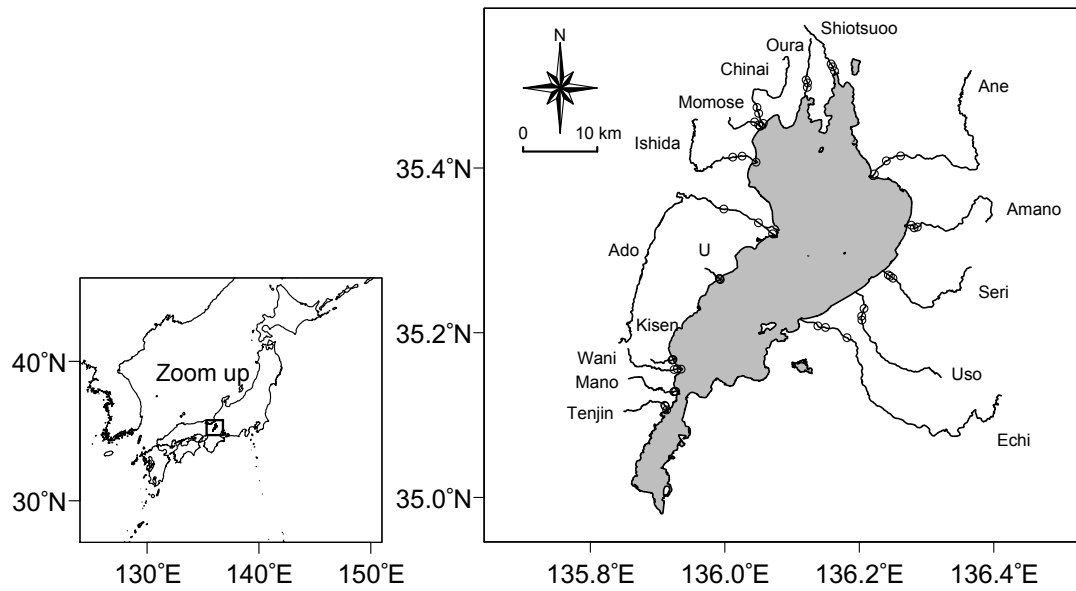 Shiotsuoo
Oura
N
Chinai
Ane
Momose
0 10 km
Ishida
35.4°N
Amano
Ado
U
Seri
Kisen
35.2°N
40°N
Zoom up
Wani
Uso
Mano
Tenjin
Echi
30°N
35.0°N
130°E 140°E 150°E
135.8°E 136.0°E 136.2°E 136.4°E